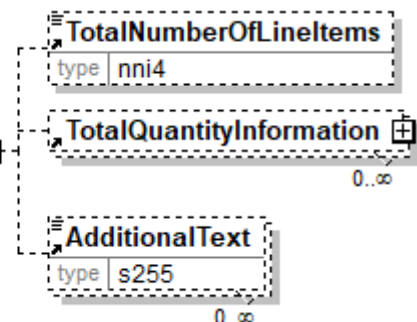 TotalNumberOfLineItems
type nni4
TotalQuantityInformation
0..∞
AdditionalText
type s255
0..∞